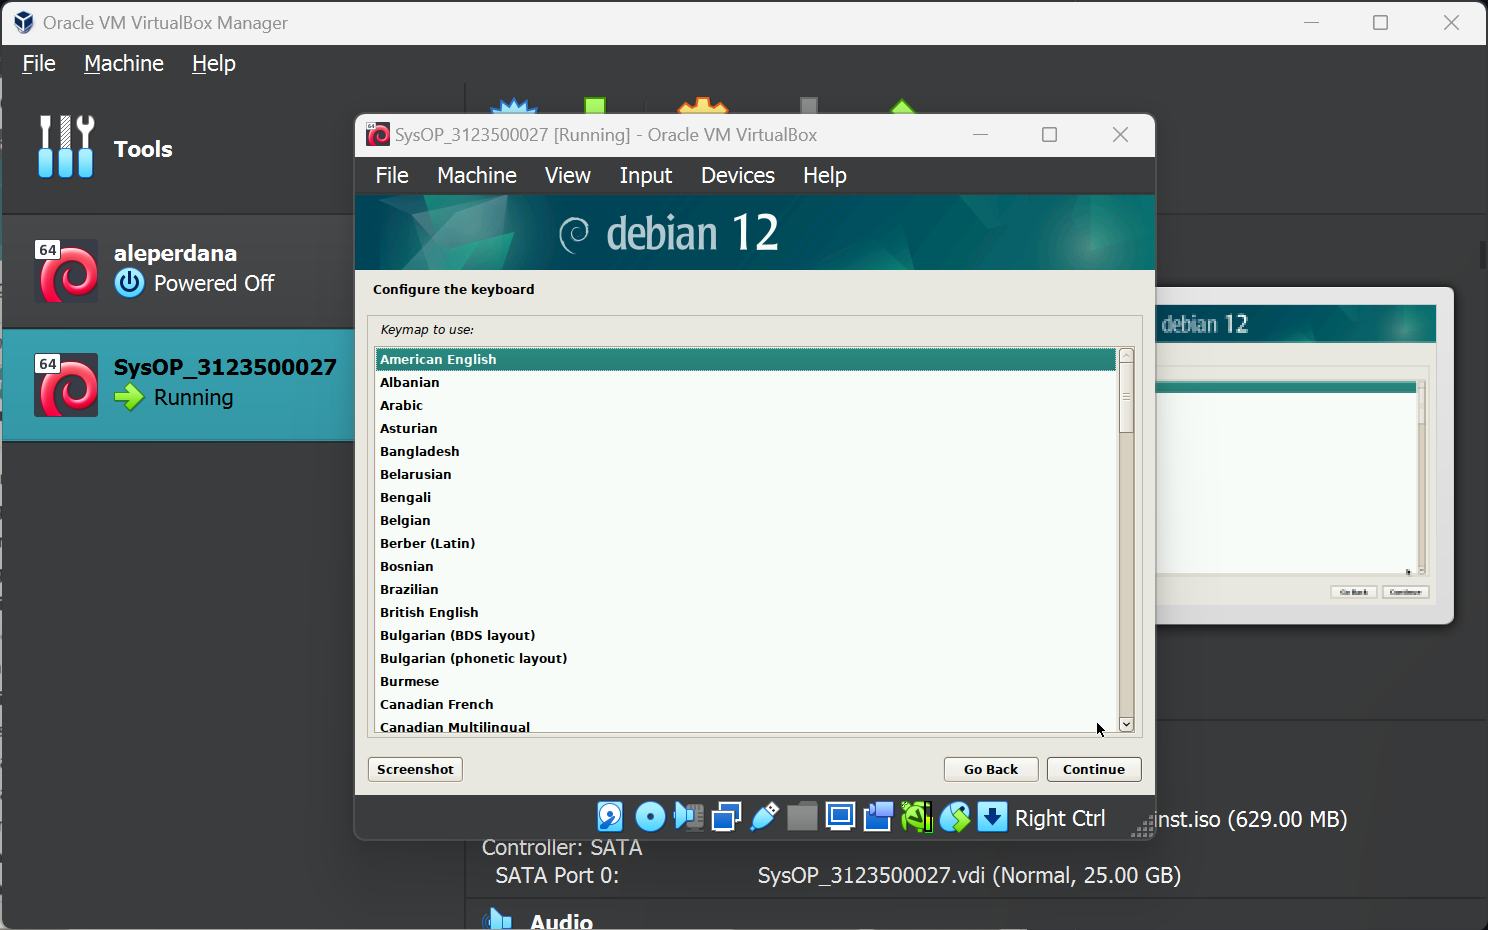 Oracle VM VirtualBox Manager
File Machine Help
Tools
64
aleperdana
Powered Off
64
SysOP_3123500027
Running
64
SysOP_3123500027 [Running] - Oracle VM VirtualBox
File Machine View Input Devices Help
debian 12
Configure the keyboard
Keymap to use:
American English
Albanian
Arabic
Asturian
Bangladesh
Belarusian
Bengali
Belgian
Berber (Latin)
Bosnian
Brazilian
British English
Bulgarian (BDS layout)
Bulgarian (phonetic layout)
Burmese
Canadian French
Canadian Multilingual
Screenshot Go Back Continue
Right Ctrl
debian 12
Go Back Continue
inst.iso (629.00 MB)
Controller: SATA
SATA Port 0: SysOP_3123500027.vdi (Normal, 25.00 GB)
Audio